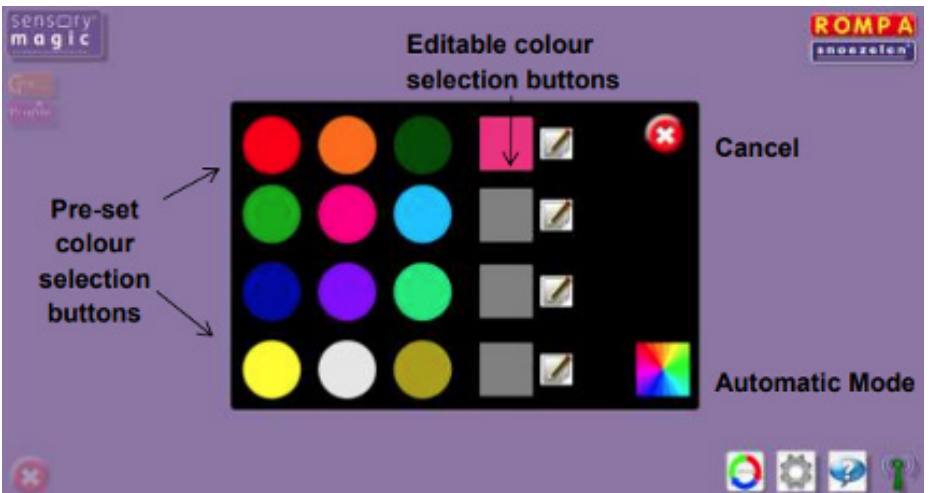 sensory
magic
ROMPA
snoezelen
Editable colour
selection buttons
Cancel
Pre-set
colour
selection
buttons
Automatic Mode